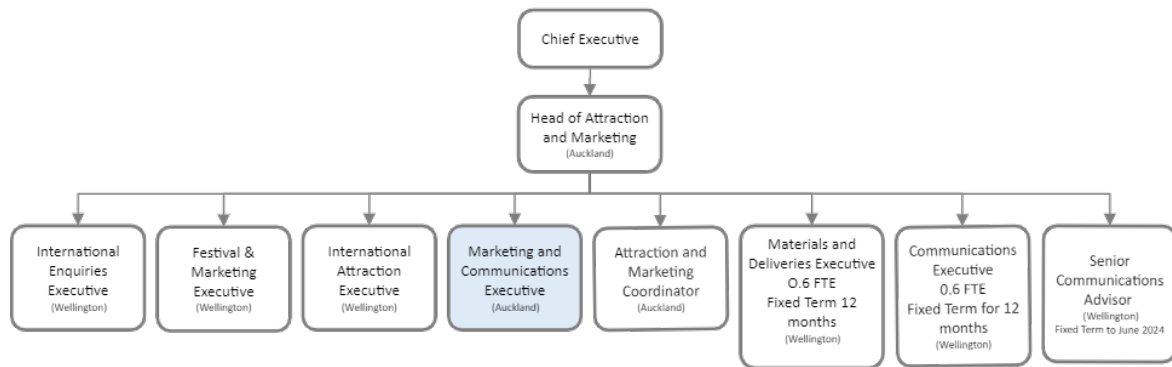 Chief Executive
Head of Attraction
and Marketing
(Auckland)
International
Enquiries
Executive
(Wellington)
Festival &
Marketing
Executive
(Wellington)
International
Attraction
Executive
(Wellington)
Marketing and
Communications
Executive
(Auckland)
Attraction and
Marketing
Coordinator
(Auckland)
Materials and
Deliveries Executive
O.6 FTE
Fixed Term 12
months
(Wellington)
Communications
Executive
0.6 FTE
Fixed Term for 12
months
(Wellington)
Senior
Communications
Advisor
(Wellington)
Fixed Term to June 2024